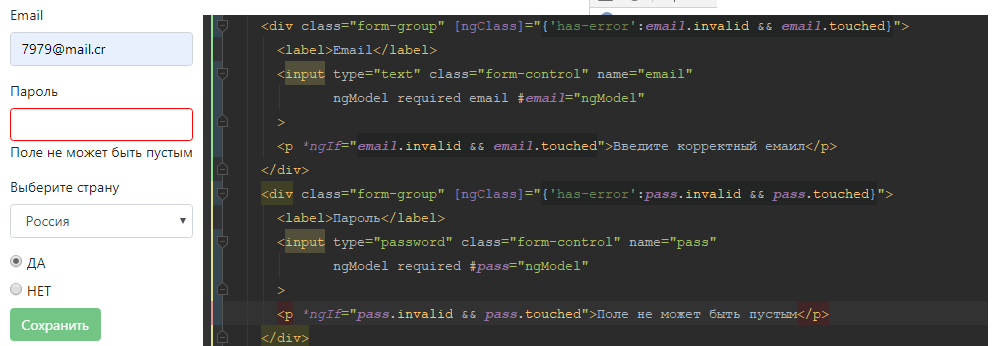 Email
7979@mail.cr
Пароль
Поле не может быть пустым
Выберите страну
Россия
ДА
НЕТ
Сохранить
<div class="form-group" [ngClass]="{'has-error':email.invalid && email.touched}">
<label>Email</label>
<input type="text" class="form-control" name="email"
ngModel required email #email="ngModel"
>
<p *ngIf="email.invalid && email.touched">Введите корректный емаил</p>
</div>
<div class="form-group" [ngClass]="{'has-error':pass.invalid && pass.touched}">
<label>Пароль</label>
<input type="password" class="form-control" name="pass"
ngModel required #pass="ngModel"
>
<p *ngIf="pass.invalid && pass.touched">Поле не может быть пустым</p>
</div>